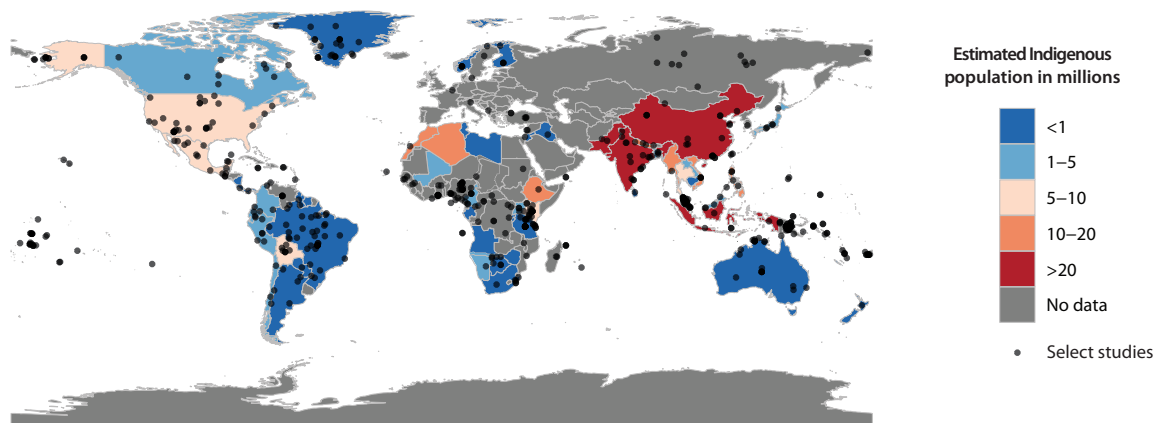 Estimated Indigenous
population in millions
<1
1–5
5–10
10–20
>20
No data
Select studies